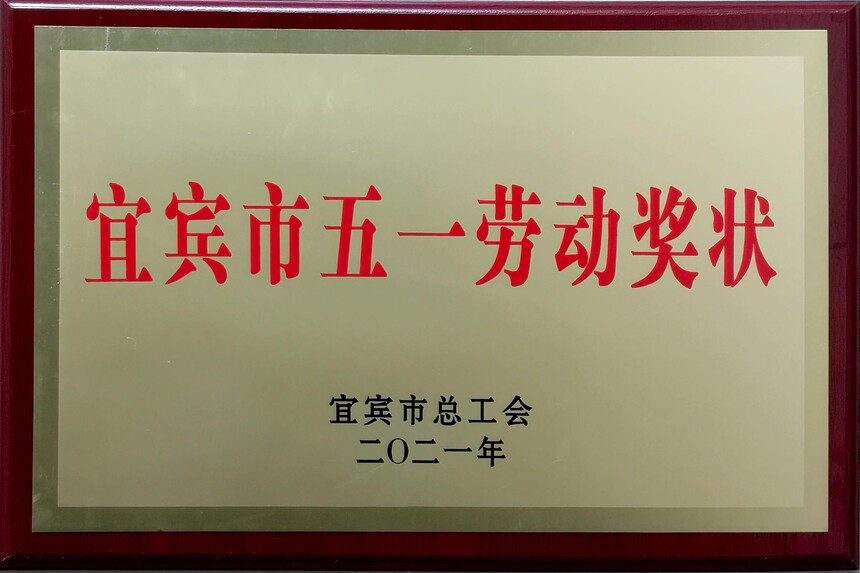 宜宾市五一劳动奖状
宜宾市总工会
二〇二一年